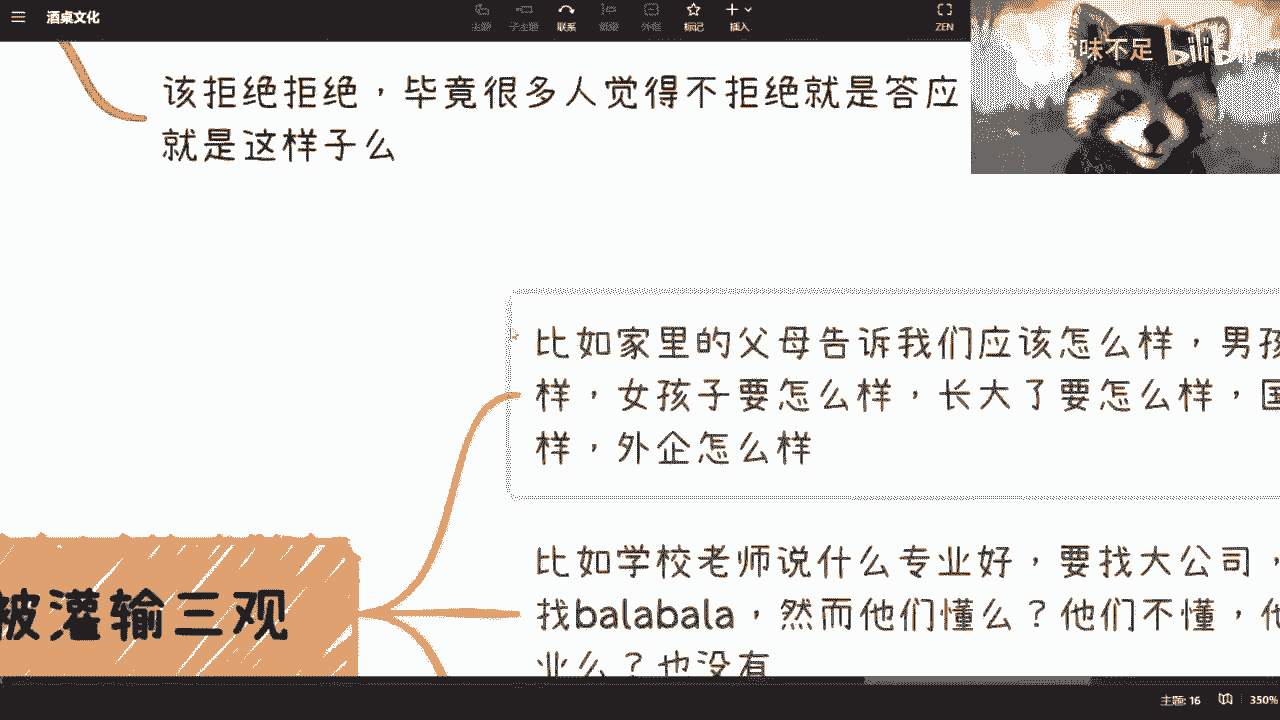 酒桌文化
主题
子主题
联系
概要
外框
标记
插入
ZEN
味不足 bilibili
该拒绝拒绝，毕竟很多人觉得不拒绝就是答应
就是这样子么
比如家里的父母告诉我们应该怎么样，男孩
样，女孩子要怎么样，长大了要怎么样，国
样，外企怎么样
被灌输三观
比如学校老师说什么专业好，要找大公司，
找balabala，然而他们懂么？他们不懂，他
业么？也没有
主题: 16
350%